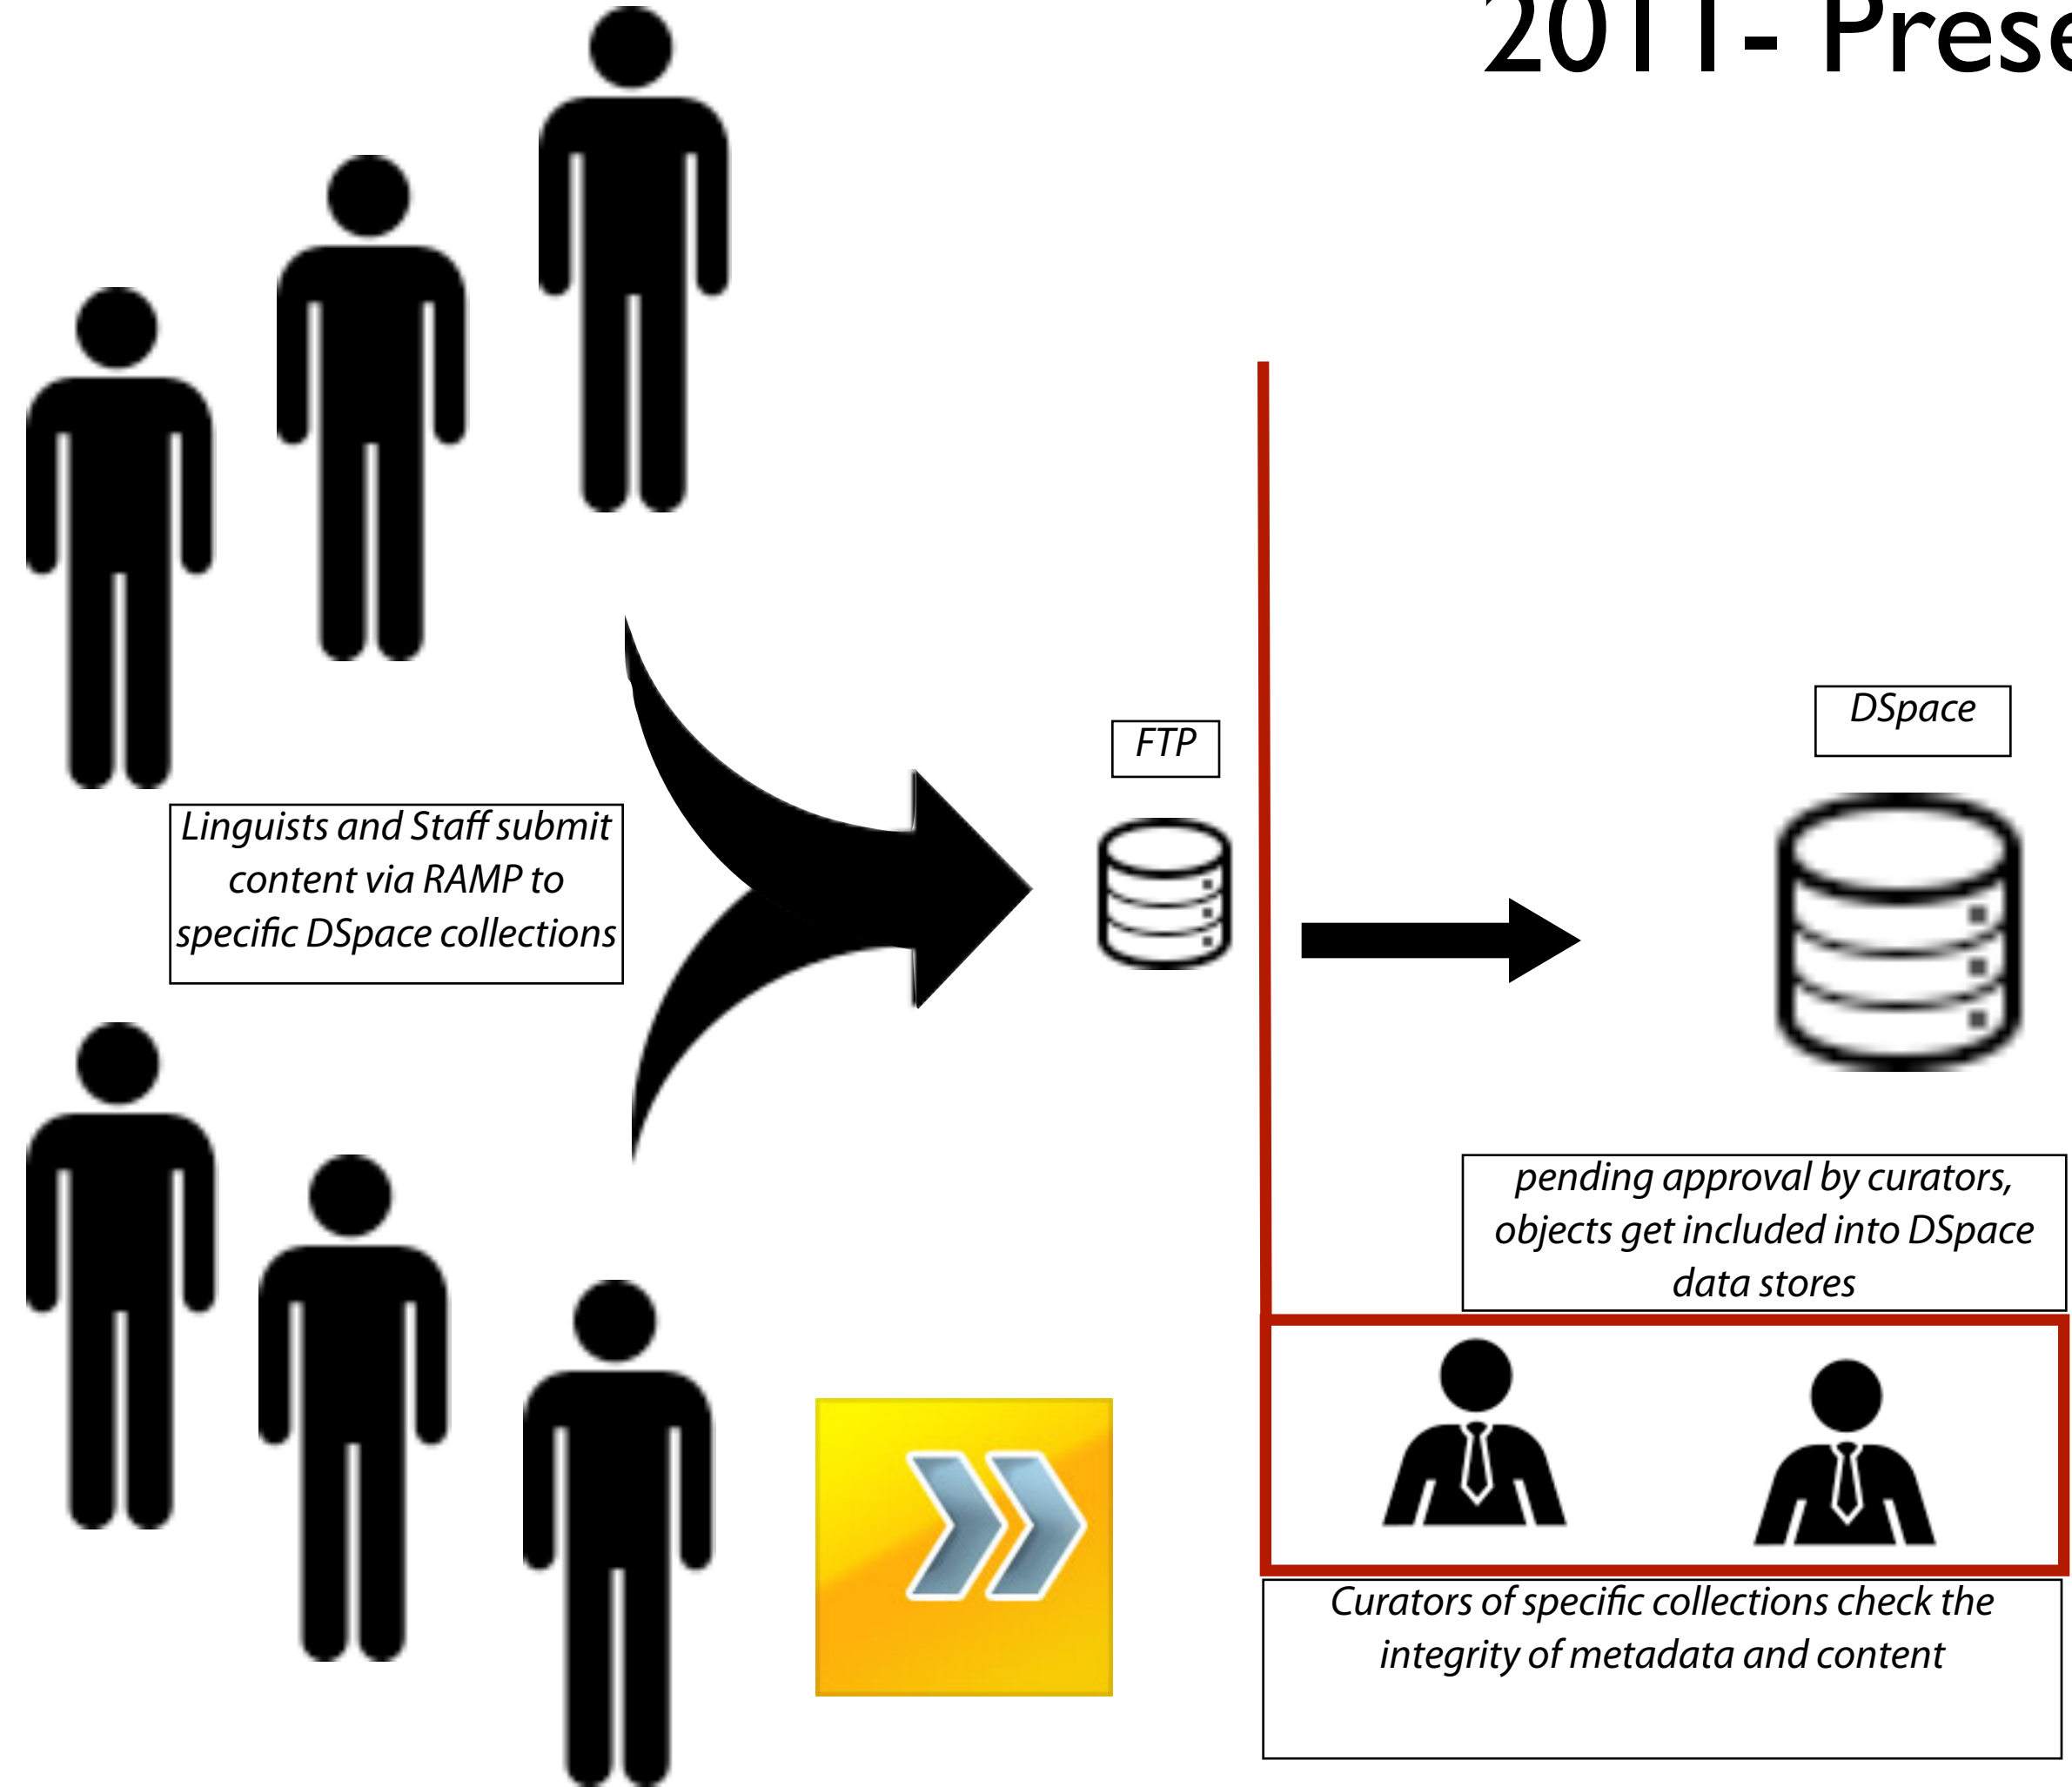 2011- Prese
FTP
DSpace
Linguists and Staff submit
content via RAMP to
specific DSpace collections
pending approval by curators,
objects get included into DSpace
data stores
Curators of specific collections check the
integrity of metadata and content